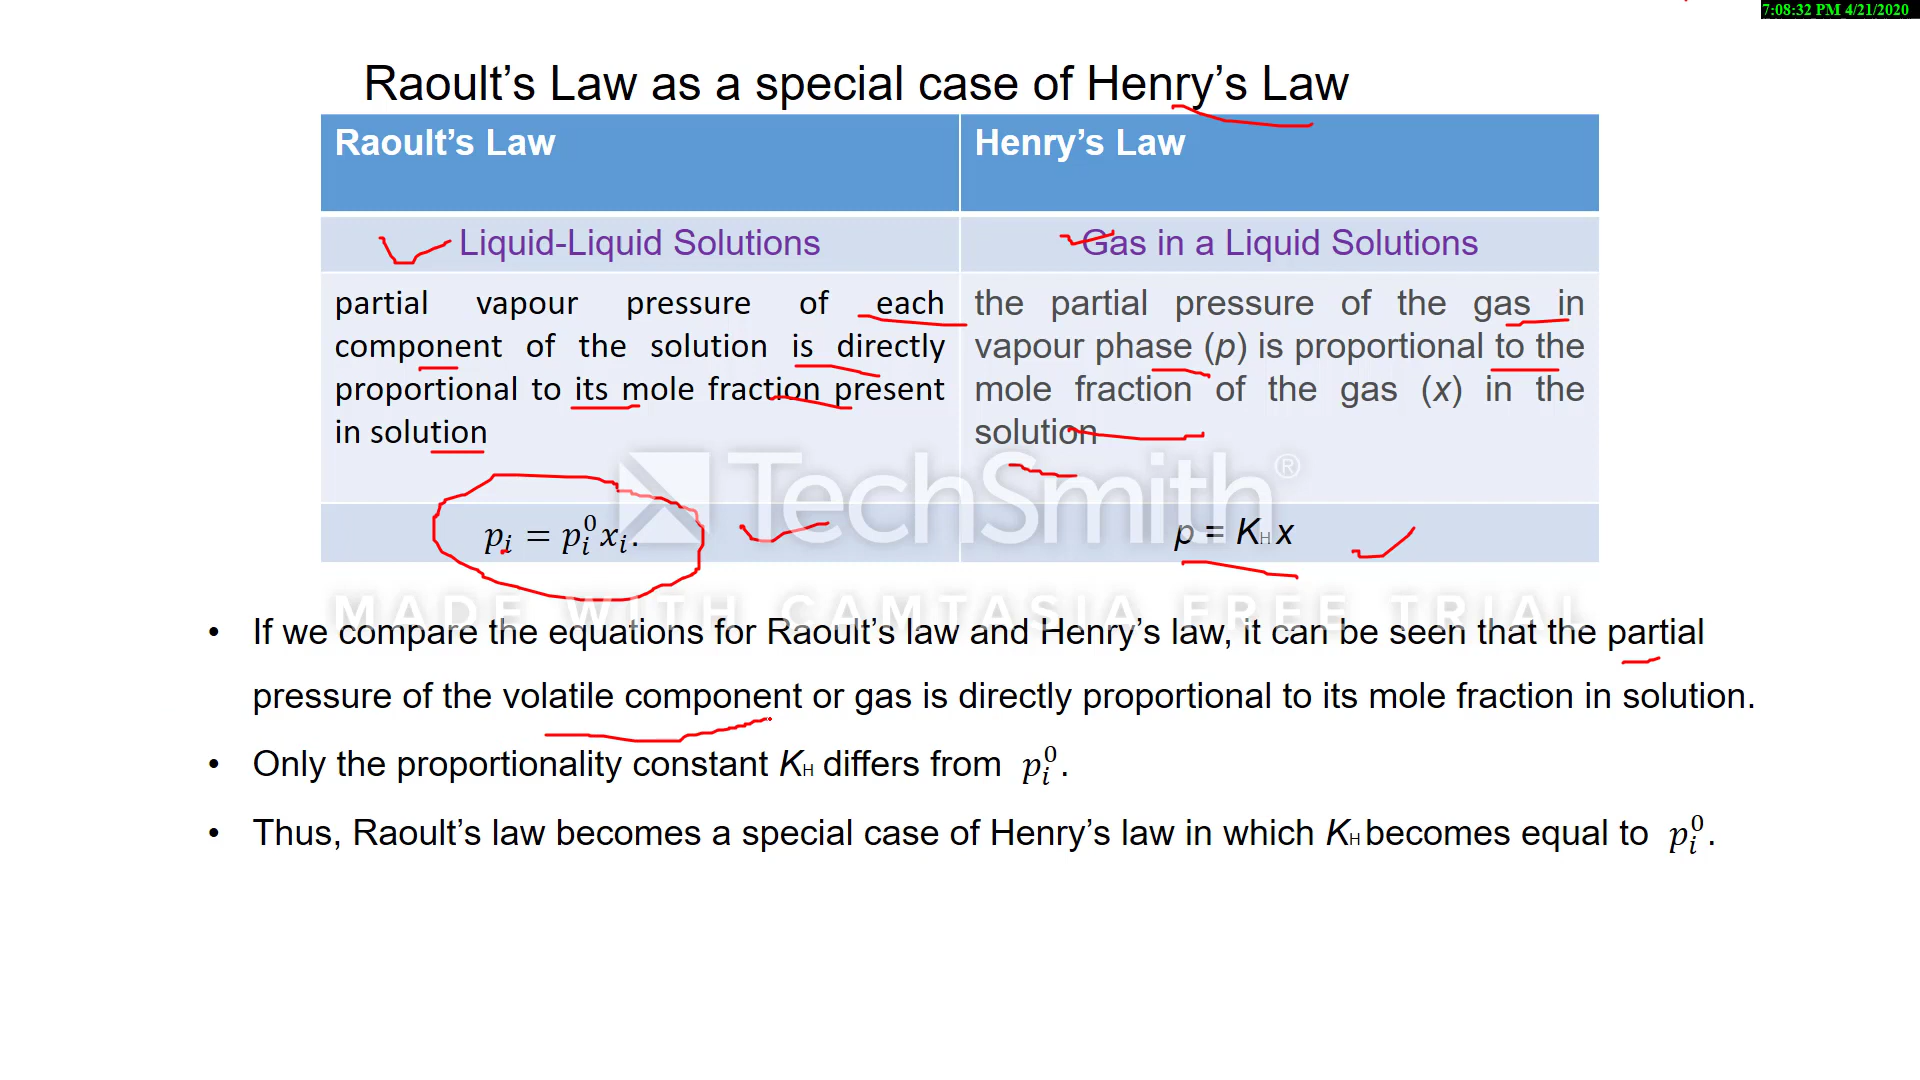 7:08:32 PM 4/21/2020
Raoult’s Law as a special case of Henry’s Law
Raoult’s Law
Henry’s Law
Liquid-Liquid Solutions
Gas in a Liquid Solutions
partial vapour pressure of each
component of the solution is directly
proportional to its mole fraction present
in solution
the partial pressure of the gas in
vapour phase (p) is proportional to the
mole fraction of the gas (x) in the
solution
TechSmith®
pᵢ = pᵢ⁰xᵢ.
p = KH x
MADE WITH CAMTASIA FREE TRIAL
• If we compare the equations for Raoult’s law and Henry’s law, it can be seen that the partial
pressure of the volatile component or gas is directly proportional to its mole fraction in solution.
• Only the proportionality constant KH differs from pᵢ⁰.
• Thus, Raoult’s law becomes a special case of Henry’s law in which KH becomes equal to pᵢ⁰.